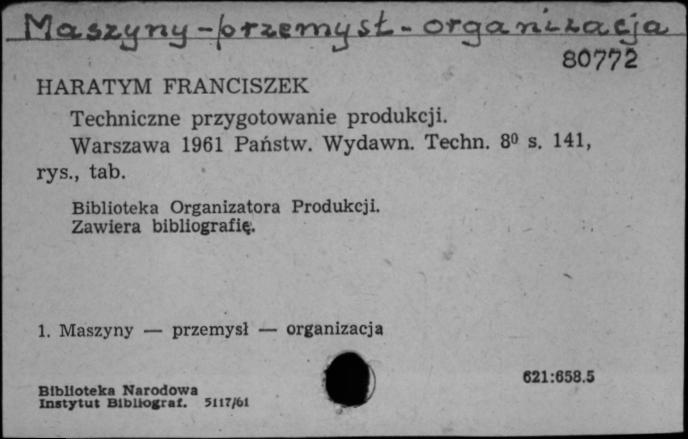 Maszyny - przemysł - organizacja
80772
HARATYM FRANCISZEK
Techniczne przygotowanie produkcji.
Warszawa 1961 Państw. Wydawn. Techn. 8⁰ s. 141,
rys., tab.
Biblioteka Organizatora Produkcji.
Zawiera bibliografię.
1. Maszyny — przemysł — organizacja
621:658.5
Biblioteka Narodowa
Instytut Bibliograf. 5117/61